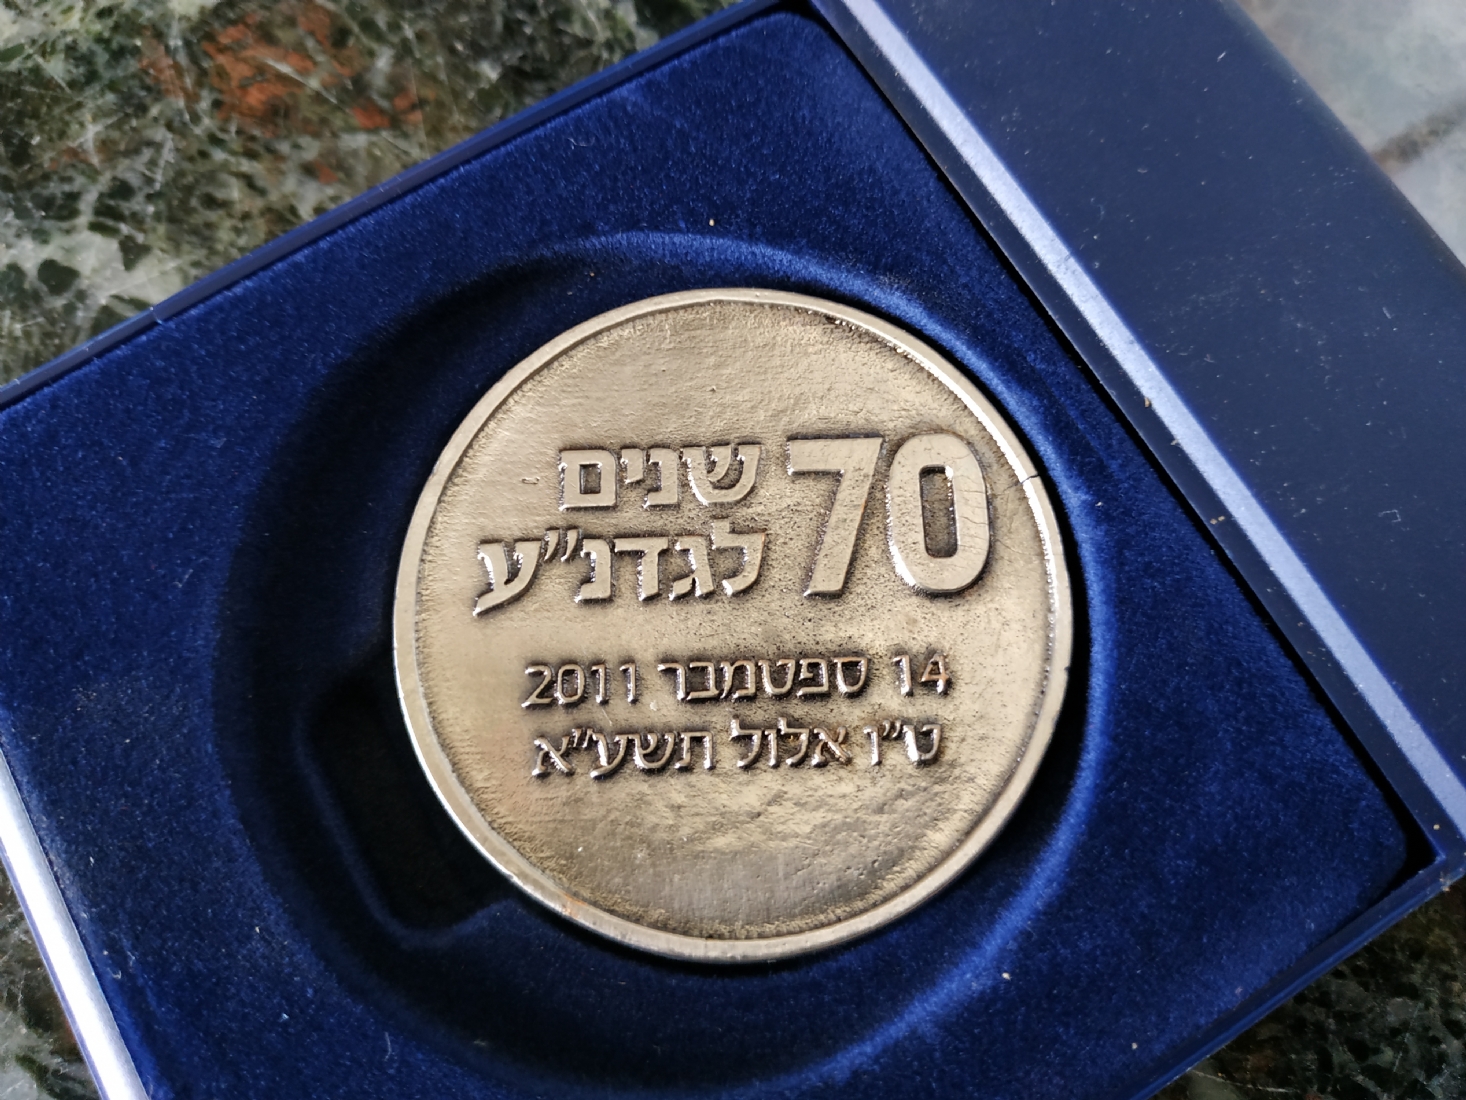 70 שנים
לגדנ"ע
14 ספטמבר 2011
ט"ו אלול תשע"א